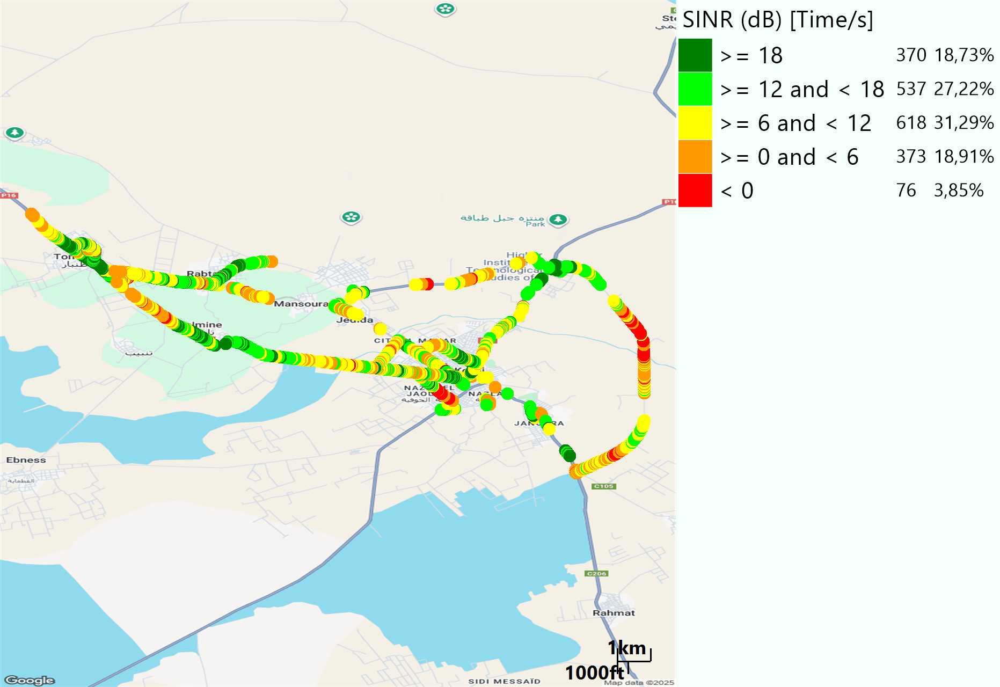 SINR (dB) [Time/s]
>= 18 370 18,73%
>= 12 and < 18 537 27,22%
>= 6 and < 12 618 31,29%
>= 0 and < 6 373 18,91%
< 0 76 3,85%
P16
منتزه جبل طباقة
Park
Mansoura
تنبيب
Ebness
القطعاية
C105
C206
Rahmat
1km
1000ft
SIDI MESSAÏD
Google
Map data ©2025